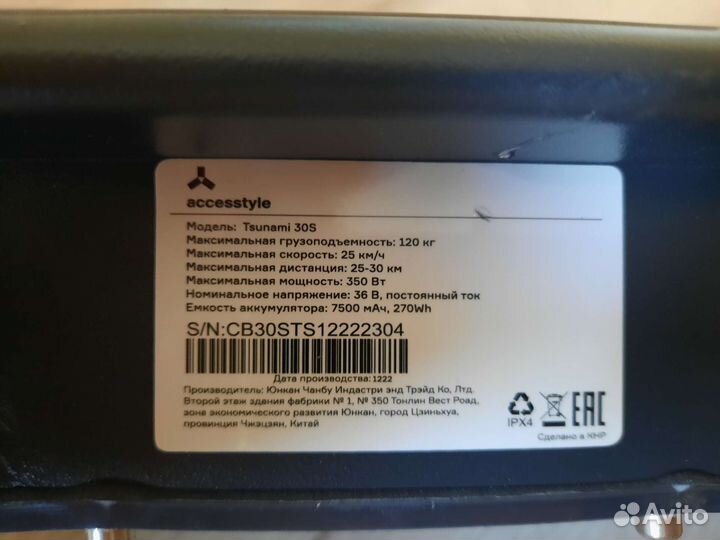 accesstyle
Модель: Tsunami 30S
Максимальная грузоподъемность: 120 кг
Максимальная скорость: 25 км/ч
Максимальная дистанция: 25-30 км
Максимальная мощность: 350 Вт
Номинальное напряжение: 36 В, постоянный ток
Емкость аккумулятора: 7500 мАч, 270Wh
S/N:CB30STS12222304
Дата производства: 1222
Производитель: Юнкан Чанбу Индастри энд Трэйд Ко, Лтд.
Второй этаж здания фабрики № 1, № 350 Тонлин Вест Роад,
зона экономического развития Юнкан, город Цзиньхуа,
провинция Чжэцзян, Китай
IPX4
EAC
Сделано в КНР
Avito